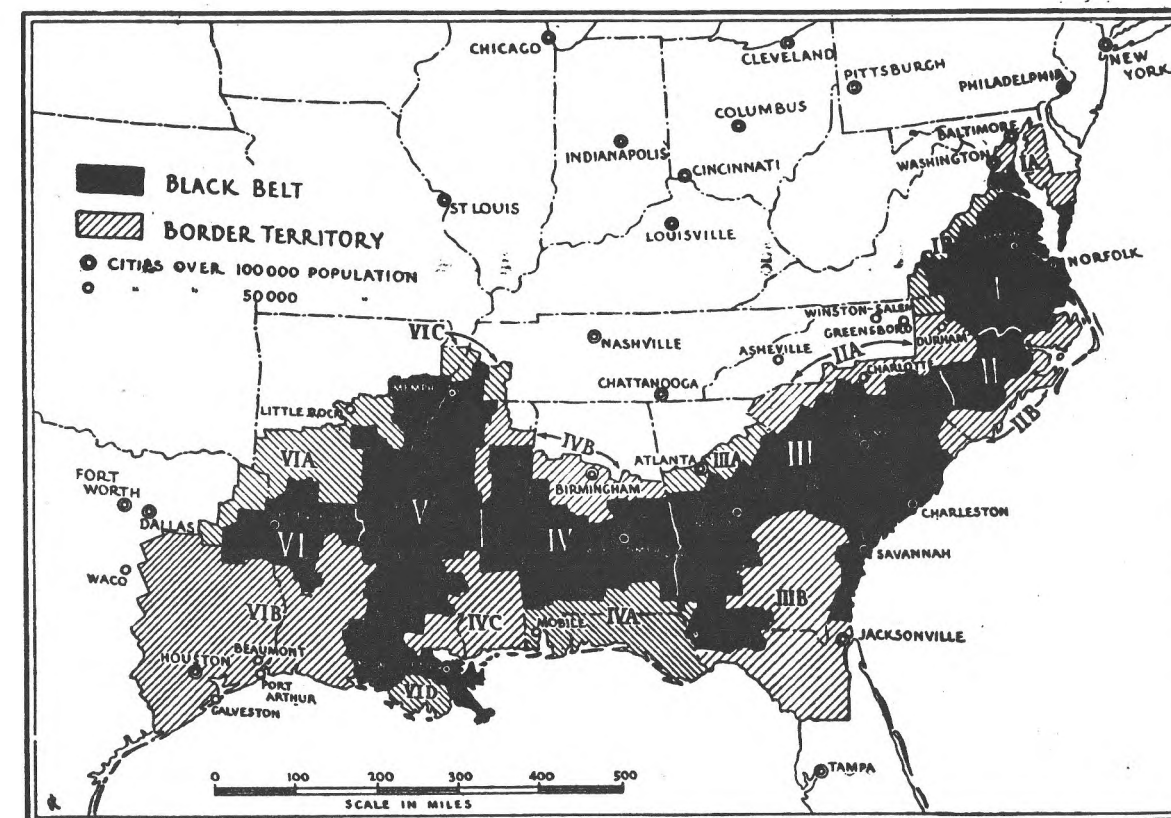 CHICAGO
CLEVELAND
NEW
YORK
PITTSBURGH
PHILADELPHIA
COLUMBUS
BALTIMORE
INDIANAPOLIS
WASHINGTON
IA
CINCINNATI
BLACK BELT
ST LOUIS
BORDER TERRITORY
LOUISVILLE
CITIES OVER 100000 POPULATION
" " 50000 "
NORFOLK
I
WINSTON-SALEM
GREENSBORO
DURHAM
VIC
NASHVILLE
ASHEVILLE
IIA
CHARLOTTE
II
CHATTANOOGA
IIB
LITTLE ROCK
IVB
ATLANTA
IIIA
III
VIA
BIRMINGHAM
FORT
WORTH
DALLAS
V
CHARLESTON
VI
IV
SAVANNAH
WACO
IIIB
VIB
IVC
IVA
MOBILE
JACKSONVILLE
HOUSTON
BEAUMONT
PORT
ARTHUR
VID
GALVESTON
TAMPA
0 100 200 300 400 500
SCALE IN MILES